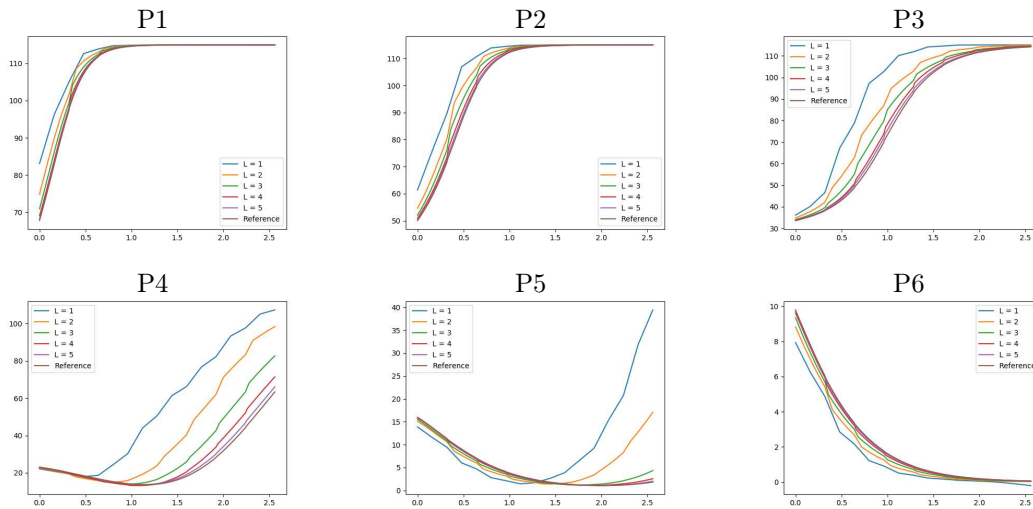 P1 P2 P3
110
100
90
80
70
L = 1
L = 2
L = 3
L = 4
L = 5
Reference
0.0 0.5 1.0 1.5 2.0 2.5
110
100
90
80
70
60
50
L = 1
L = 2
L = 3
L = 4
L = 5
Reference
0.0 0.5 1.0 1.5 2.0 2.5
110
100
90
80
70
60
50
40
30
L = 1
L = 2
L = 3
L = 4
L = 5
Reference
0.0 0.5 1.0 1.5 2.0 2.5
P4 P5 P6
100
80
60
40
20
L = 1
L = 2
L = 3
L = 4
L = 5
Reference
0.0 0.5 1.0 1.5 2.0 2.5
40
35
30
25
20
15
10
5
0
L = 1
L = 2
L = 3
L = 4
L = 5
Reference
0.0 0.5 1.0 1.5 2.0 2.5
10
8
6
4
2
0
L = 1
L = 2
L = 3
L = 4
L = 5
Reference
0.0 0.5 1.0 1.5 2.0 2.5